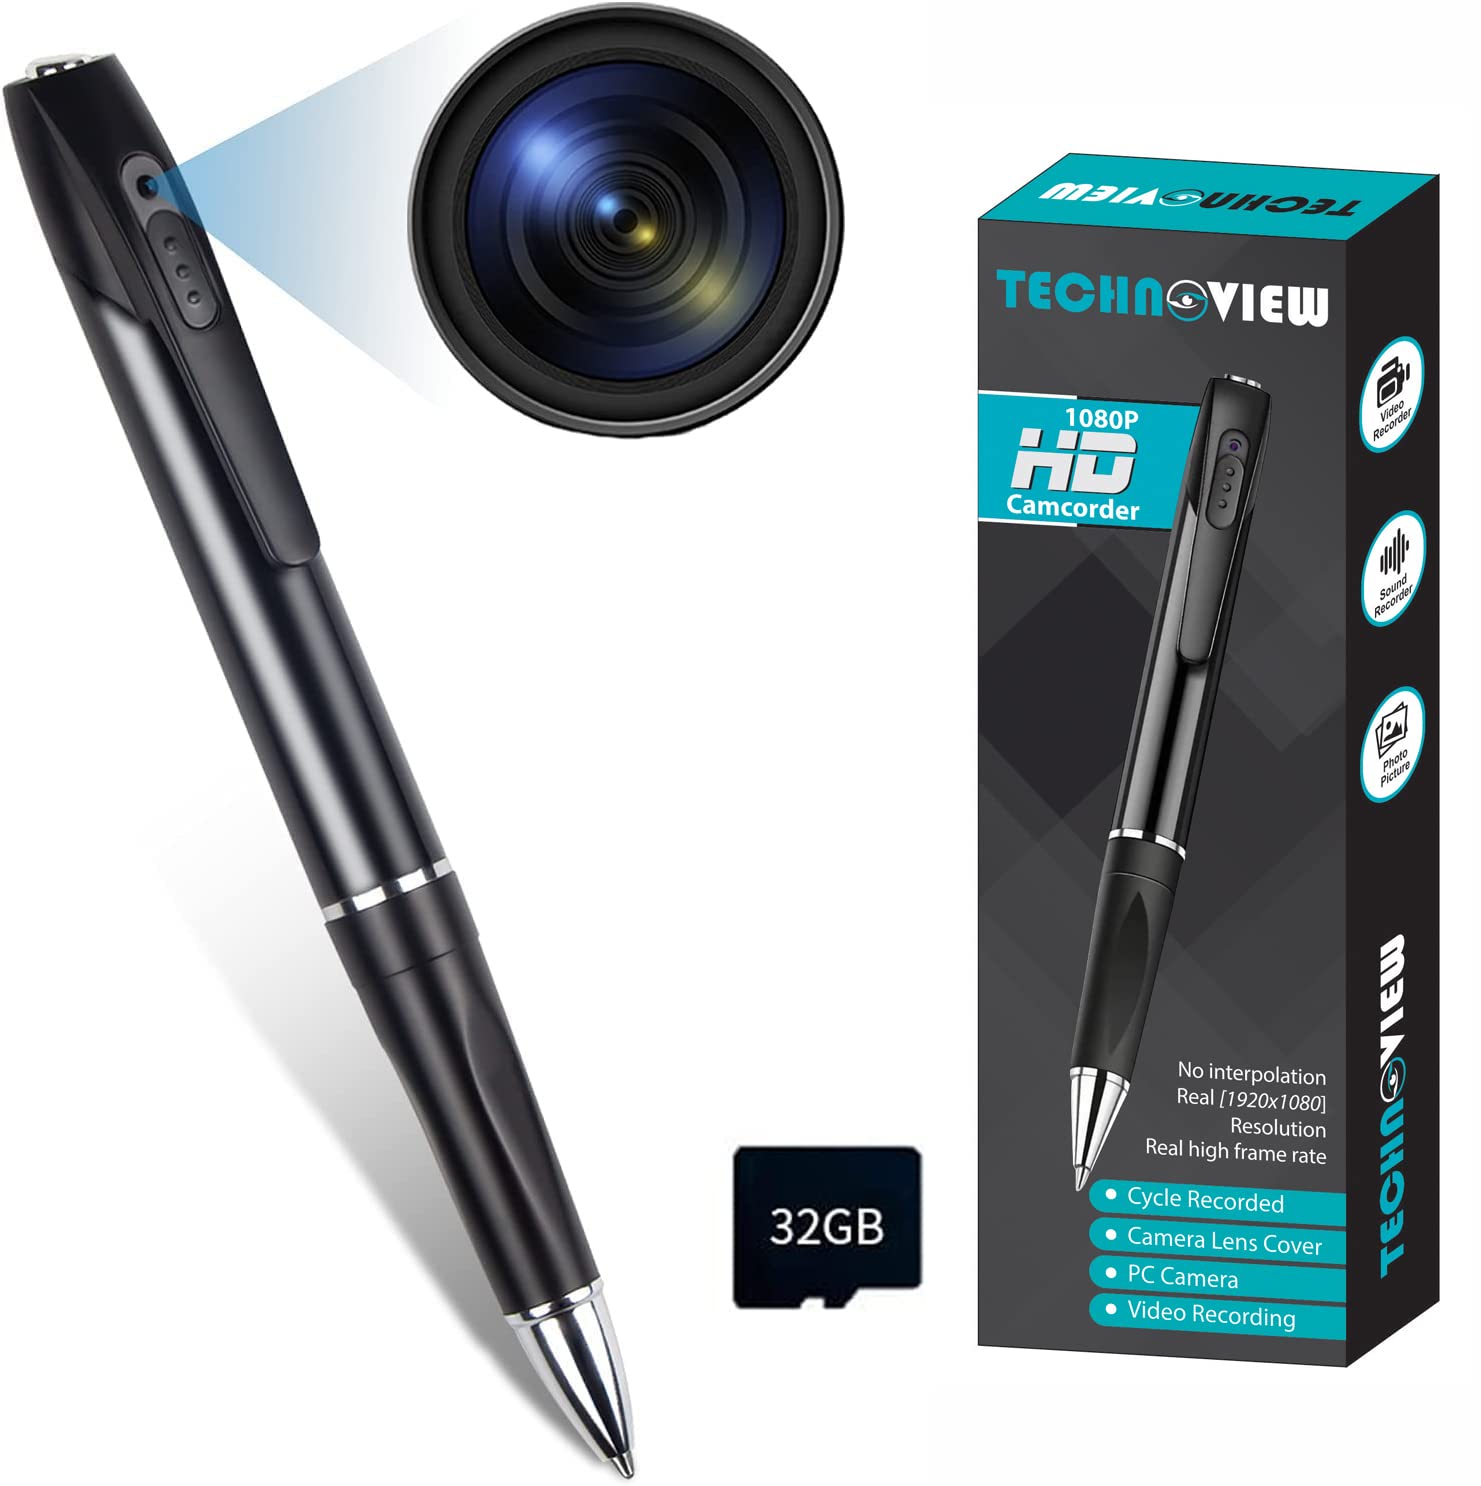 TECHNOVIEW
TECHNOVIEW
1080P
HD
Camcorder
Video
Recorder
Sound
Recorder
Photo
Picture
No interpolation
Real [1920x1080]
Resolution
Real high frame rate
• Cycle Recorded
• Camera Lens Cover
• PC Camera
• Video Recording
TECHNOVIEW
32GB